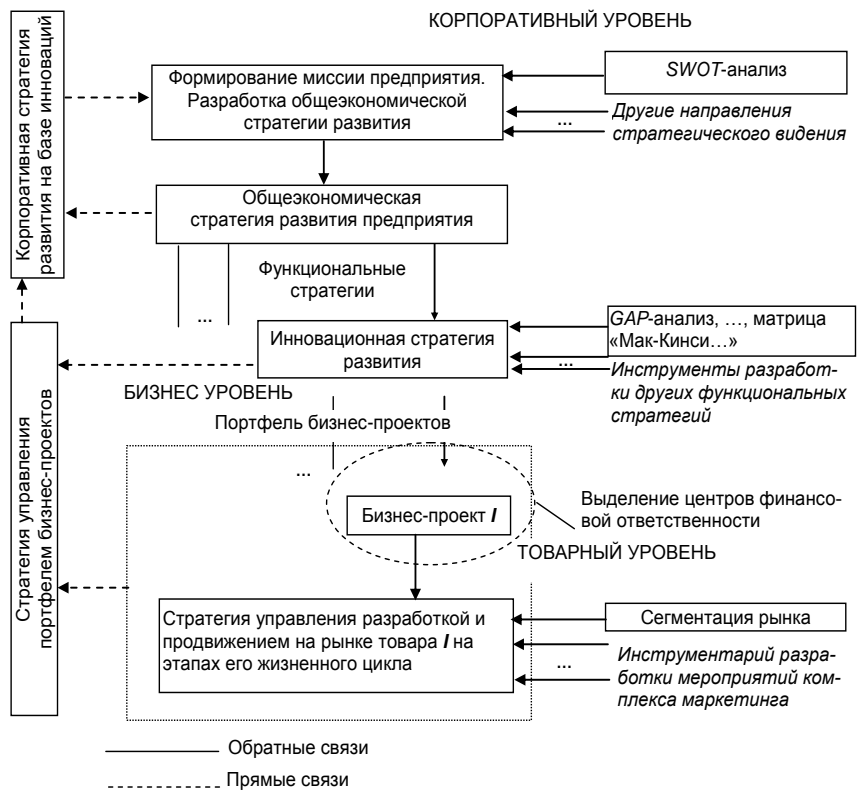 КОРПОРАТИВНЫЙ УРОВЕНЬ
Корпоративная стратегия
развития на базе инноваций
Формирование миссии предприятия.
Разработка общеэкономической
стратегии развития
SWOT-анализ
...
Другие направления
стратегического видения
Общеэкономическая
стратегия развития предприятия
Функциональные
стратегии
...
Инновационная стратегия
развития
GAP-анализ, …, матрица
«Мак-Кинси…»
...
Инструменты разработ-
ки других функциональных
стратегий
БИЗНЕС УРОВЕНЬ
Стратегия управления
портфелем бизнес-проектов
Портфель бизнес-проектов
...
Бизнес-проект I
Выделение центров финансо-
вой ответственности
ТОВАРНЫЙ УРОВЕНЬ
Стратегия управления разработкой и
продвижением на рынке товара I на
этапах его жизненного цикла
Сегментация рынка
...
Инструментарий разра-
ботки мероприятий ком-
плекса маркетинга
Обратные связи
Прямые связи